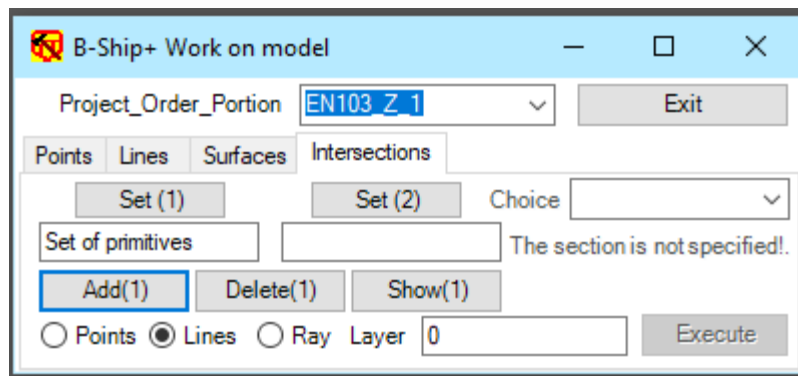 B-Ship+ Work on model
Project_Order_Portion EN103_Z_1 Exit
Points Lines Surfaces Intersections
Set (1) Set (2) Choice
Set of primitives The section is not specified!.
Add(1) Delete(1) Show(1)
Points Lines Ray Layer 0 Execute